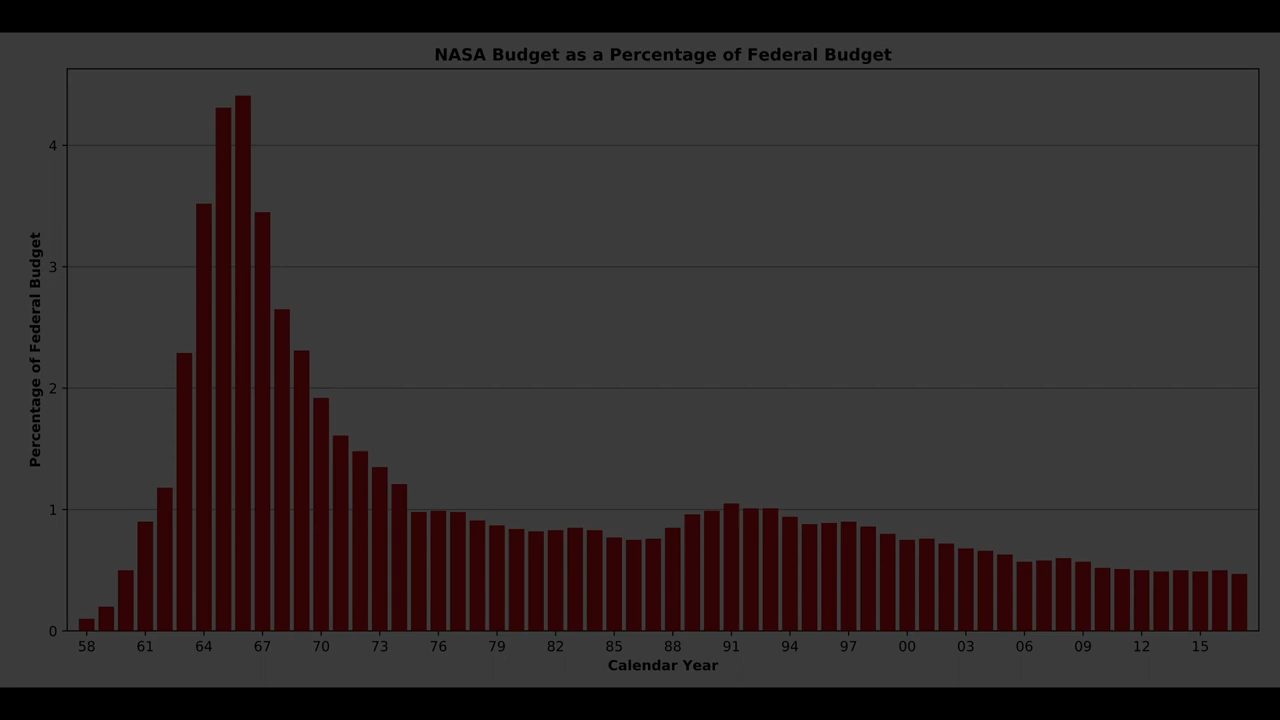 NASA Budget as a Percentage of Federal Budget
4
3
2
1
0
Percentage of Federal Budget
58 61 64 67 70 73 76 79 82 85 88 91 94 97 00 03 06 09 12 15
Calendar Year